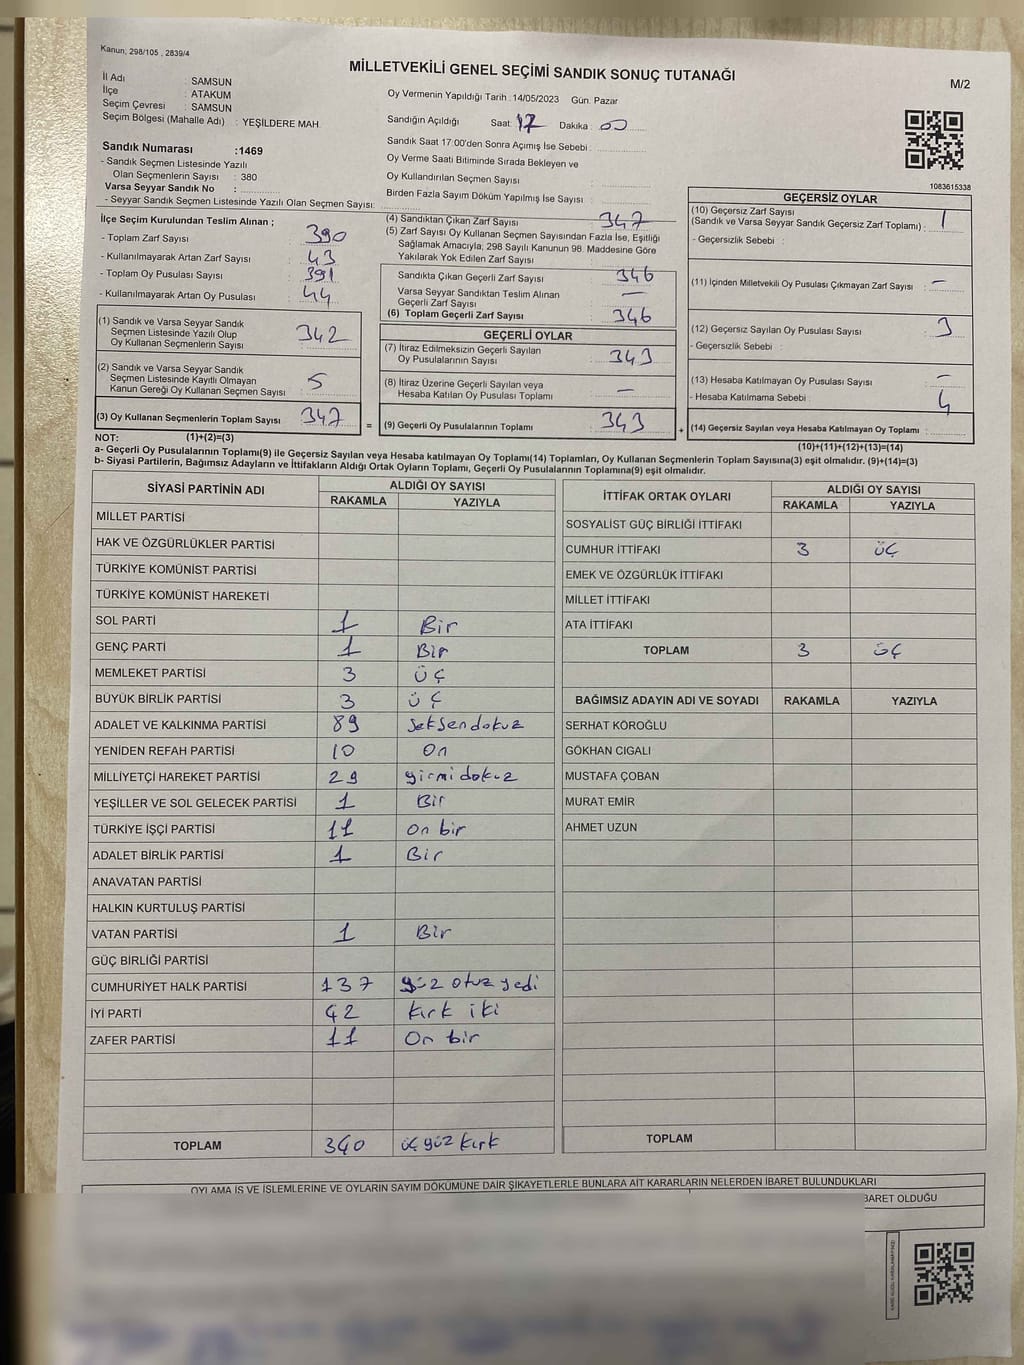 Kanun; 298/105 , 2839/4
MİLLETVEKİLİ GENEL SEÇİMİ SANDIK SONUÇ TUTANAĞI
M/2
İl Adı : SAMSUN
İlçe : ATAKUM
Seçim Çevresi : SAMSUN
Seçim Bölgesi (Mahalle Adı) : YEŞİLDERE MAH.
Sandık Numarası :1469
- Sandık Seçmen Listesinde Yazılı
Olan Seçmenlerin Sayısı : 380
Varsa Seyyar Sandık No :
- Seyyar Sandık Seçmen Listesinde Yazılı Olan Seçmen Sayısı:
Oy Vermenin Yapıldığı Tarih :14/05/2023 Gün: Pazar
Sandığın Açıldığı Saat: 17 Dakika : 00
Sandık Saat 17:00'den Sonra Açımış İse Sebebi :
Oy Verme Saati Bitiminde Sırada Bekleyen ve
Oy Kullandırılan Seçmen Sayısı :
Birden Fazla Sayım Döküm Yapılmış İse Sayısı :
1083615338
İlçe Seçim Kurulundan Teslim Alınan ;
- Toplam Zarf Sayısı : 390
- Kullanılmayarak Artan Zarf Sayısı : 43
- Toplam Oy Pusulası Sayısı : 391
- Kullanılmayarak Artan Oy Pusulası : 44
(1) Sandık ve Varsa Seyyar Sandık
Seçmen Listesinde Yazılı Olup
Oy Kullanan Seçmenlerin Sayısı : 342
(2) Sandık ve Varsa Seyyar Sandık
Seçmen Listesinde Kayıtlı Olmayan
Kanun Gereği Oy Kullanan Seçmen Sayısı : 5
(3) Oy Kullanan Seçmenlerin Toplam Sayısı : 347
(4) Sandıktan Çıkan Zarf Sayısı : 347
(5) Zarf Sayısı Oy Kullanan Seçmen Sayısından Fazla İse, Eşitliği
Sağlamak Amacıyla; 298 Sayılı Kanunun 98. Maddesine Göre
Yakılarak Yok Edilen Zarf Sayısı :
Sandıkta Çıkan Geçerli Zarf Sayısı : 346
Varsa Seyyar Sandıktan Teslim Alınan
Geçerli Zarf Sayısı : —
(6) Toplam Geçerli Zarf Sayısı : 346
GEÇERLİ OYLAR
(7) İtiraz Edilmeksizin Geçerli Sayılan
Oy Pusulalarının Sayısı : 343
(8) İtiraz Üzerine Geçerli Sayılan veya
Hesaba Katılan Oy Pusulası Toplamı : —
= (9) Geçerli Oy Pusulalarının Toplamı : 343
GEÇERSİZ OYLAR
(10) Geçersiz Zarf Sayısı
(Sandık ve Varsa Seyyar Sandık Geçersiz Zarf Toplamı) : 1
- Geçersizlik Sebebi :
(11) İçinden Milletvekili Oy Pusulası Çıkmayan Zarf Sayısı : —
(12) Geçersiz Sayılan Oy Pusulası Sayısı : 3
- Geçersizlik Sebebi :
(13) Hesaba Katılmayan Oy Pusulası Sayısı : —
- Hesaba Katılmama Sebebi :
+ (14) Geçersiz Sayılan veya Hesaba Katılmayan Oy Toplamı : 4
NOT: (1)+(2)=(3) (10)+(11)+(12)+(13)=(14)
a- Geçerli Oy Pusulalarının Toplamı(9) ile Geçersiz Sayılan veya Hesaba katılmayan Oy Toplamı(14) Toplamları, Oy Kullanan Seçmenlerin Toplam Sayısına(3) eşit olmalıdır. (9)+(14)=(3)
b- Siyasi Partilerin, Bağımsız Adayların ve İttifakların Aldığı Ortak Oyların Toplamı, Geçerli Oy Pusulalarının Toplamına(9) eşit olmalıdır.
SİYASİ PARTİNİN ADI ALDIĞI OY SAYISI
RAKAMLA YAZIYLA
MİLLET PARTİSİ
HAK VE ÖZGÜRLÜKLER PARTİSİ
TÜRKİYE KOMÜNİST PARTİSİ
TÜRKİYE KOMÜNİST HAREKETİ
SOL PARTİ 1 Bir
GENÇ PARTİ 1 Bir
MEMLEKET PARTİSİ 3 üç
BÜYÜK BİRLİK PARTİSİ 3 üç
ADALET VE KALKINMA PARTİSİ 89 seksendokuz
YENİDEN REFAH PARTİSİ 10 On
MİLLİYETÇİ HAREKET PARTİSİ 29 yirmidokuz
YEŞİLLER VE SOL GELECEK PARTİSİ 1 Bir
TÜRKİYE İŞÇİ PARTİSİ 11 on bir
ADALET BİRLİK PARTİSİ 1 Bir
ANAVATAN PARTİSİ
HALKIN KURTULUŞ PARTİSİ
VATAN PARTİSİ 1 Bir
GÜÇ BİRLİĞİ PARTİSİ
CUMHURİYET HALK PARTİSİ 137 yüz otuz yedi
İYİ PARTİ 42 kırk iki
ZAFER PARTİSİ 11 On bir
TOPLAM 340 üç yüz kırk
İTTİFAK ORTAK OYLARI ALDIĞI OY SAYISI
RAKAMLA YAZIYLA
SOSYALİST GÜÇ BİRLİĞİ İTTİFAKI
CUMHUR İTTİFAKI 3 üç
EMEK VE ÖZGÜRLÜK İTTİFAKI
MİLLET İTTİFAKI
ATA İTTİFAKI
TOPLAM 3 üç
BAĞIMSIZ ADAYIN ADI VE SOYADI RAKAMLA YAZIYLA
SERHAT KÖROĞLU
GÖKHAN CIGALI
MUSTAFA ÇOBAN
MURAT EMİR
AHMET UZUN
TOPLAM
OYLAMA İŞ VE İŞLEMLERİNE VE OYLARIN SAYIM DÖKÜMÜNE DAİR ŞİKAYETLERLE BUNLARA AİT KARARLARIN NELERDEN İBARET BULUNDUKLARI
BARET OLDUĞU